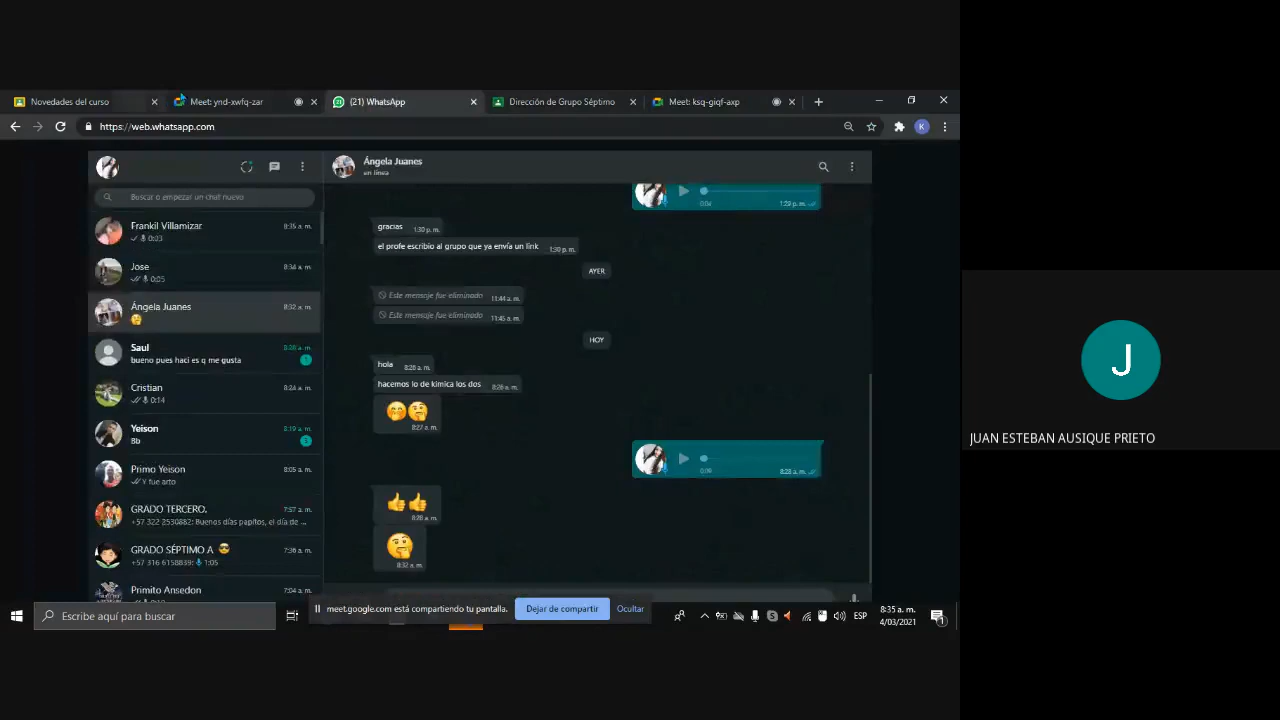 Novedades del curso
Meet: ynd-xwfq-zar
(21) WhatsApp
Dirección de Grupo Séptimo
Meet: ksq-giqf-axp
https://web.whatsapp.com
K
Ángela Juanes
en línea
Buscar o empezar un chat nuevo
Frankil Villamizar 8:35 a. m.
0:03
Jose 8:34 a. m.
0:05
Ángela Juanes 8:32 a. m.
🤔
Saul
bueno pues haci es q me gusta 1
Cristian 8:24 a. m.
0:14
Yeison 8:19 a. m.
Bb
Primo Yeison 8:05 a. m.
Y fue arto
GRADO TERCERO, 7:57 a. m.
+57 322 2530882: Buenos días papitos, el día de ...
GRADO SÉPTIMO A 😎 7:36 a. m.
+57 316 6158839: 1:05
Primito Ansedon 7:04 a. m.
1:29 p. m.
gracias 1:30 p. m.
el profe escribio al grupo que ya envía un link 1:30 p. m.
AYER
Este mensaje fue eliminado 11:44 a. m.
Este mensaje fue eliminado 11:45 a. m.
HOY
hola 8:26 a. m.
hacemos lo de kimica los dos 8:26 a. m.
🤭🤔
8:27 a. m.
8:28 a. m.
👍👍
8:28 a. m.
🤔
8:32 a. m.
meet.google.com está compartiendo tu pantalla.
Dejar de compartir
Ocultar
Escribe aquí para buscar
ESP
8:35 a. m.
4/03/2021
J
JUAN ESTEBAN AUSIQUE PRIETO